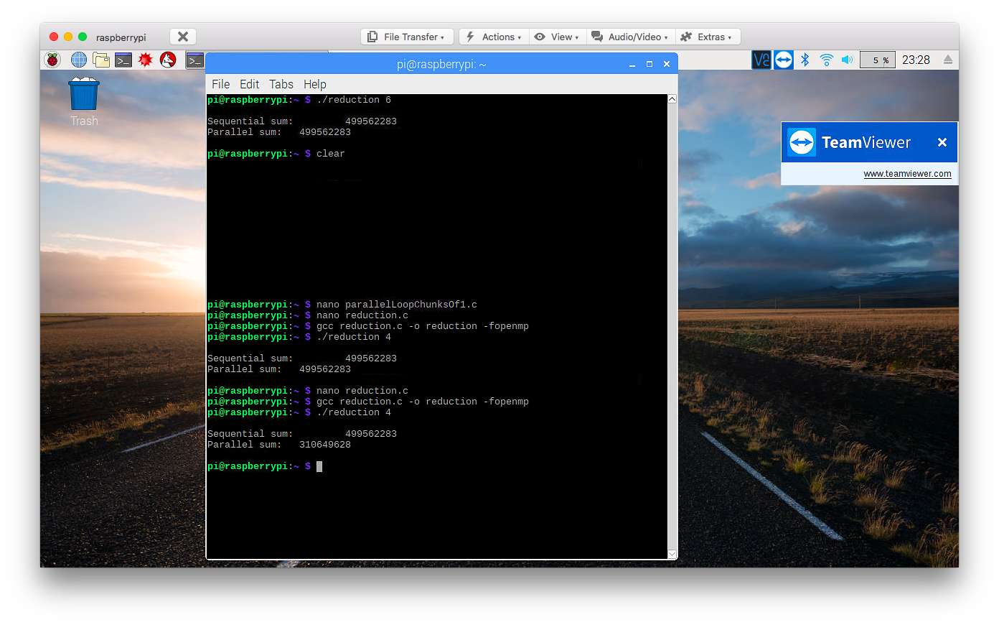 raspberrypi
File Transfer
Actions
View
Audio/Video
Extras
pi@raspberrypi: ~
5 %
23:28
File Edit Tabs Help
Trash
TeamViewer
www.teamviewer.com
pi@raspberrypi:~ $ ./reduction 6
Sequential sum: 499562283
Parallel sum: 499562283
pi@raspberrypi:~ $ clear
pi@raspberrypi:~ $ nano parallelLoopChunksOf1.c
pi@raspberrypi:~ $ nano reduction.c
pi@raspberrypi:~ $ gcc reduction.c -o reduction -fopenmp
pi@raspberrypi:~ $ ./reduction 4
Sequential sum: 499562283
Parallel sum: 499562283
pi@raspberrypi:~ $ nano reduction.c
pi@raspberrypi:~ $ gcc reduction.c -o reduction -fopenmp
pi@raspberrypi:~ $ ./reduction 4
Sequential sum: 499562283
Parallel sum: 310649628
pi@raspberrypi:~ $